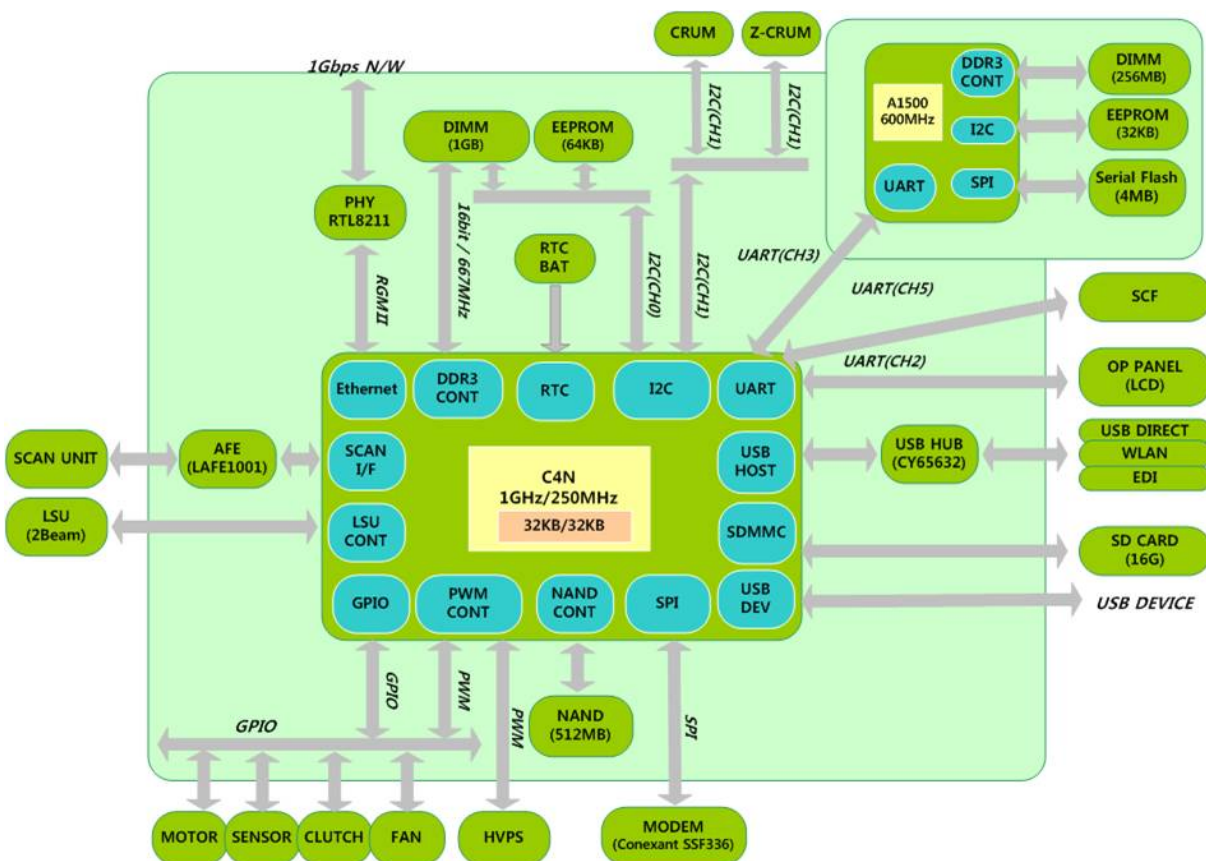 CRUM
Z-CRUM
1Gbps N/W
I2C(CH1)
I2C(CH1)
A1500
600MHz
DDR3
CONT
I2C
UART
SPI
DIMM
(256MB)
EEPROM
(32KB)
Serial Flash
(4MB)
DIMM
(1GB)
EEPROM
(64KB)
PHY
RTL8211
RTC
BAT
RGMII
16bit / 667MHz
I2C(CH0)
I2C(CH1)
UART(CH3)
UART(CH5)
UART(CH2)
SCF
OP PANEL
(LCD)
Ethernet
DDR3
CONT
RTC
I2C
UART
SCAN UNIT
AFE
(LAFE1001)
SCAN
I/F
C4N
1GHz/250MHz
32KB/32KB
USB
HOST
USB HUB
(CY65632)
USB DIRECT
WLAN
EDI
LSU
(2Beam)
LSU
CONT
SDMMC
SD CARD
(16G)
GPIO
PWM
CONT
NAND
CONT
SPI
USB
DEV
USB DEVICE
GPIO
PWM
PWM
SPI
GPIO
NAND
(512MB)
MOTOR
SENSOR
CLUTCH
FAN
HVPS
MODEM
(Conexant SSF336)